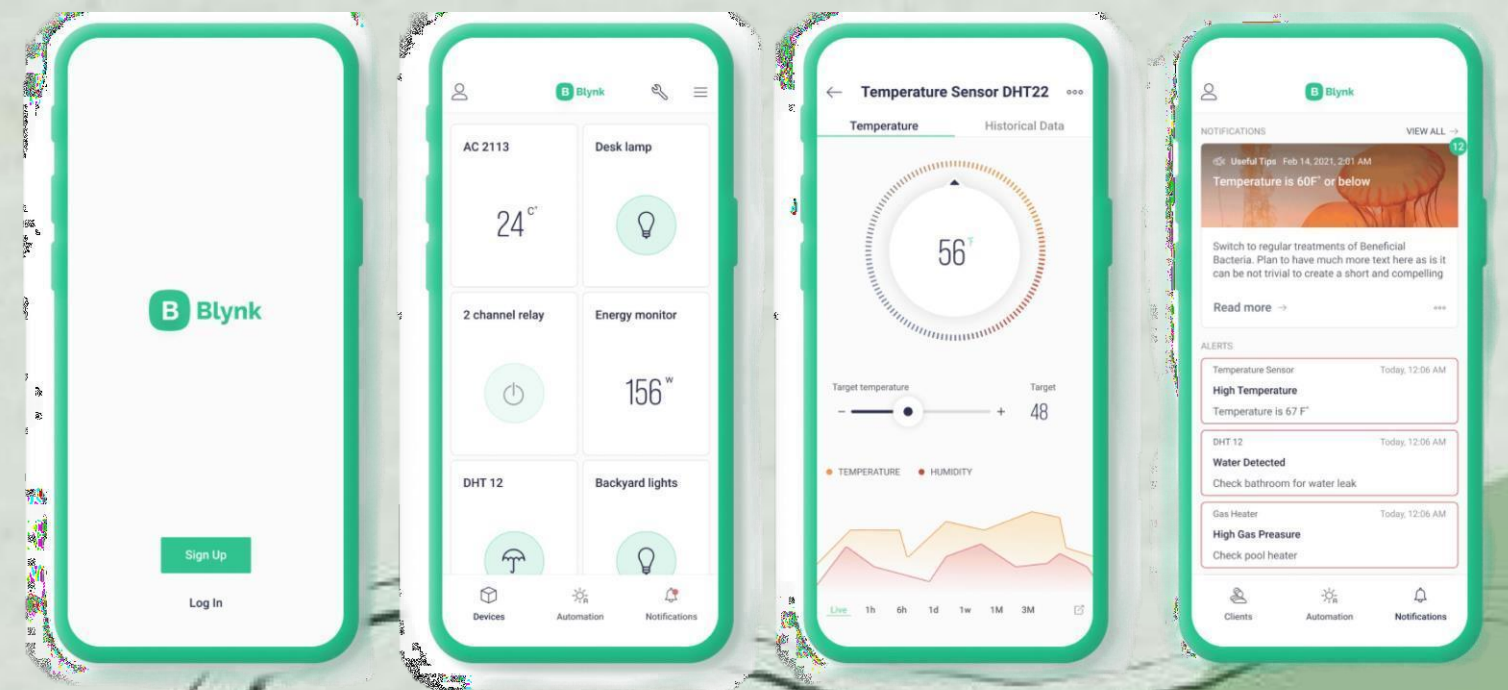 B Blynk
Sign Up
Log In
B Blynk
AC 2113
Desk lamp
24 C°
2 channel relay
Energy monitor
156 W
DHT 12
Backyard lights
Devices
Automation
Notifications
Temperature Sensor DHT22
Temperature
Historical Data
56 °F
Target temperature
Target
- +
48
TEMPERATURE
HUMIDITY
Live 1h 6h 1d 1w 1M 3M
B Blynk
NOTIFICATIONS
VIEW ALL →
12
Useful Tips Feb 14, 2021, 2:01 AM
Temperature is 60F° or below
Switch to regular treatments of Beneficial
Bacteria. Plan to have much more text here as is it
can be not trivial to create a short and compelling
Read more →
ALERTS
Temperature Sensor
Today, 12:06 AM
High Temperature
Temperature is 67 F°
DHT 12
Today, 12:06 AM
Water Detected
Check bathroom for water leak
Gas Heater
Today, 12:06 AM
High Gas Preasure
Check pool heater
Clients
Automation
Notifications